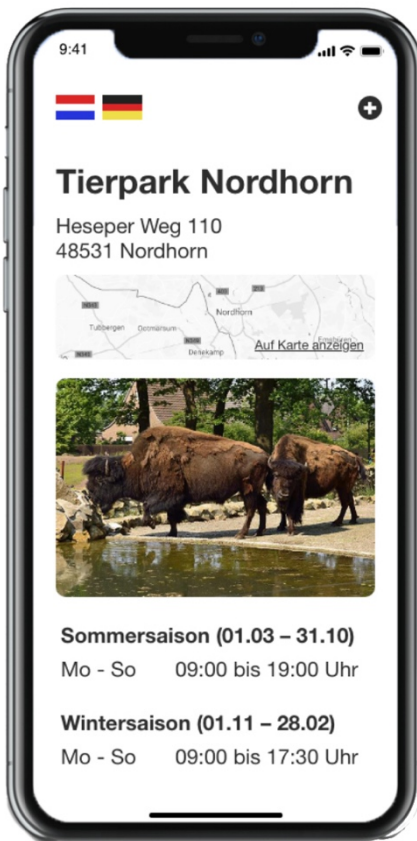 9:41
Tierpark Nordhorn
Heseper Weg 110
48531 Nordhorn
Nordhorn
Tubbergen
Ootmarsum
Denekamp
Auf Karte anzeigen
Sommersaison (01.03 – 31.10)
Mo - So 09:00 bis 19:00 Uhr
Wintersaison (01.11 – 28.02)
Mo - So 09:00 bis 17:30 Uhr